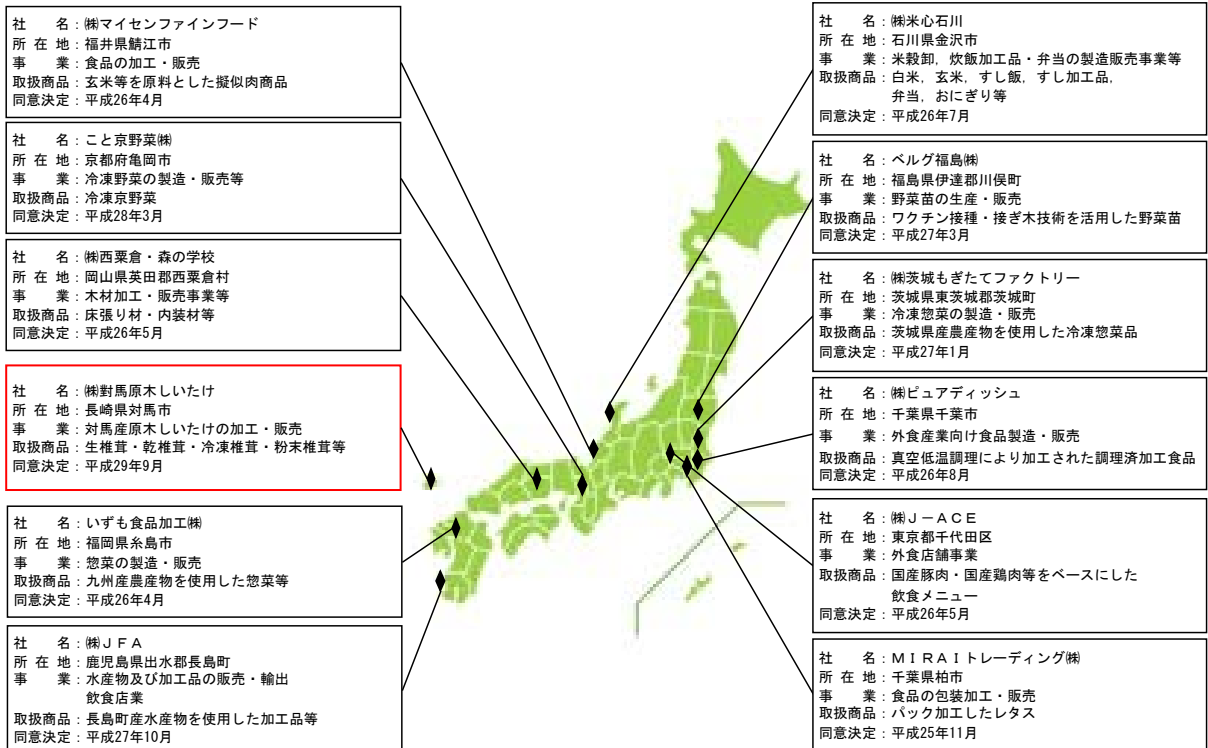 社名：㈱マイセンファインフード
所在地：福井県鯖江市
事業：食品の加工・販売
取扱商品：玄米等を原料とした擬似肉商品
同意決定：平成26年4月
社名：こと京野菜㈱
所在地：京都府亀岡市
事業：冷凍野菜の製造・販売等
取扱商品：冷凍京野菜
同意決定：平成28年3月
社名：㈱西粟倉・森の学校
所在地：岡山県英田郡西粟倉村
事業：木材加工・販売事業等
取扱商品：床張り材・内装材等
同意決定：平成26年5月
社名：㈱對馬原木しいたけ
所在地：長崎県対馬市
事業：対馬産原木しいたけの加工・販売
取扱商品：生椎茸・乾椎茸・冷凍椎茸・粉末椎茸等
同意決定：平成29年9月
社名：いずも食品加工㈱
所在地：福岡県糸島市
事業：惣菜の製造・販売
取扱商品：九州産農産物を使用した惣菜等
同意決定：平成26年4月
社名：㈱ＪＦＡ
所在地：鹿児島県出水郡長島町
事業：水産物及び加工品の販売・輸出
飲食店業
取扱商品：長島町産水産物を使用した加工品等
同意決定：平成27年10月
社名：㈱米心石川
所在地：石川県金沢市
事業：米穀卸，炊飯加工品・弁当の製造販売事業等
取扱商品：白米，玄米，すし飯，すし加工品，
弁当，おにぎり等
同意決定：平成26年7月
社名：ベルグ福島㈱
所在地：福島県伊達郡川俣町
事業：野菜苗の生産・販売
取扱商品：ワクチン接種・接ぎ木技術を活用した野菜苗
同意決定：平成27年3月
社名：㈱茨城もぎたてファクトリー
所在地：茨城県東茨城郡茨城町
事業：冷凍惣菜の製造・販売
取扱商品：茨城県産農産物を使用した冷凍惣菜品
同意決定：平成27年1月
社名：㈱ピュアディッシュ
所在地：千葉県千葉市
事業：外食産業向け食品製造・販売
取扱商品：真空低温調理により加工された調理済加工食品
同意決定：平成26年8月
社名：㈱Ｊ－ＡＣＥ
所在地：東京都千代田区
事業：外食店舗事業
取扱商品：国産豚肉・国産鶏肉等をベースにした
飲食メニュー
同意決定：平成26年5月
社名：ＭＩＲＡＩトレーディング㈱
所在地：千葉県柏市
事業：食品の包装加工・販売
取扱商品：パック加工したレタス
同意決定：平成25年11月